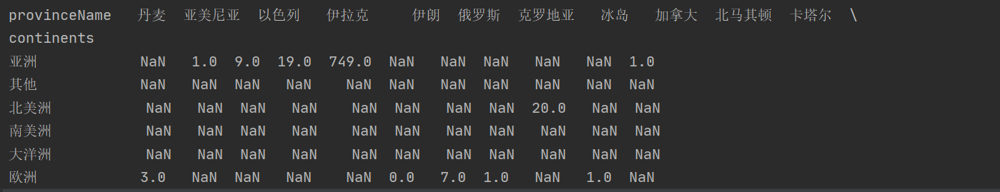 provinceName 丹麦 亚美尼亚 以色列 伊拉克 伊朗 俄罗斯 克罗地亚 冰岛 加拿大 北马其顿 卡塔尔 \
continents
亚洲 NaN 1.0 9.0 19.0 749.0 NaN NaN NaN NaN NaN 1.0
其他 NaN NaN NaN NaN NaN NaN NaN NaN NaN NaN NaN
北美洲 NaN NaN NaN NaN NaN NaN NaN NaN 20.0 NaN NaN
南美洲 NaN NaN NaN NaN NaN NaN NaN NaN NaN NaN NaN
大洋洲 NaN NaN NaN NaN NaN NaN NaN NaN NaN NaN NaN
欧洲 3.0 NaN NaN NaN NaN 0.0 7.0 1.0 NaN 1.0 NaN